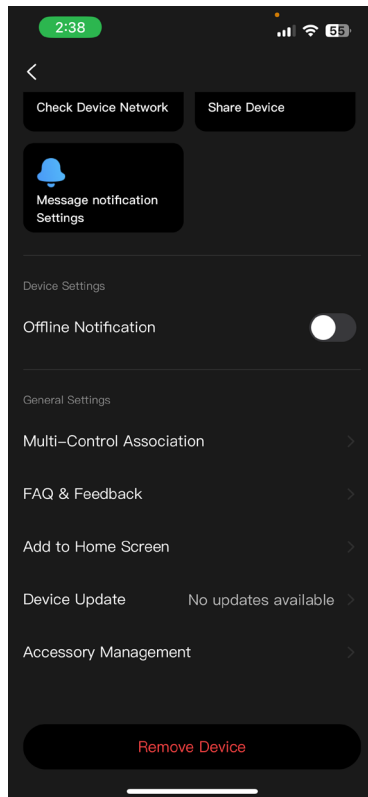 2:38
55
Check Device Network
Share Device
Message notification
Settings
Device Settings
Offline Notification
General Settings
Multi-Control Association
FAQ & Feedback
Add to Home Screen
Device Update
No updates available
Accessory Management
Remove Device